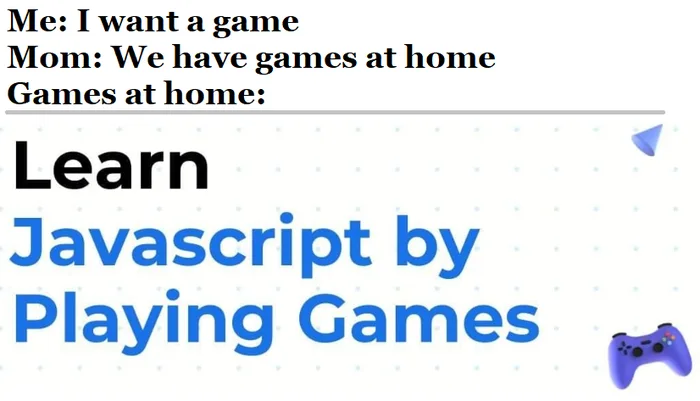 Me: I want a game
Mom: We have games at home
Games at home:
Learn
Javascript by
Playing Games